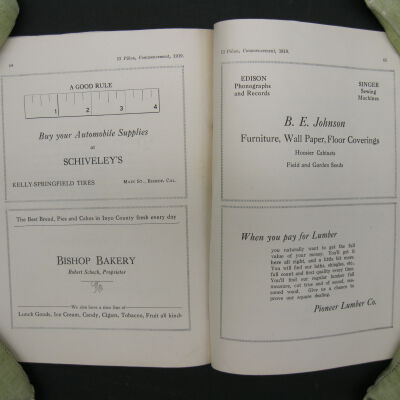 64
El Piñon, Commencement, 1919.
A GOOD RULE
1 2 3 4
Buy your Automobile Supplies
at
SCHIVELEY'S
KELLY-SPRINGFIELD TIRES
Main St., Bishop, Cal.
The Best Bread, Pies and Cakes in Inyo County fresh every day
BISHOP BAKERY
Robert Schoch, Proprietor
We also have a nice line of
Lunch Goods, Ice Cream, Candy, Cigars, Tobacco, Fruit all kinds
El Piñon, Commencement, 1919.
65
EDISON
Phonographs
and Records
SINGER
Sewing
Machines
B. E. Johnson
Furniture, Wall Paper, Floor Coverings
Hoosier Cabinets
Field and Garden Seeds
When you pay for Lumber
you naturally want to get the full
value of your money. You'll get it
here all right, and a little bit more.
You will find our laths, shingles, etc.,
full count and first quality every time.
You'll find our regular lumber full
measure, cut true and of sound, sea-
soned wood. Give us a chance to
prove our square dealing.
Pioneer Lumber Co.